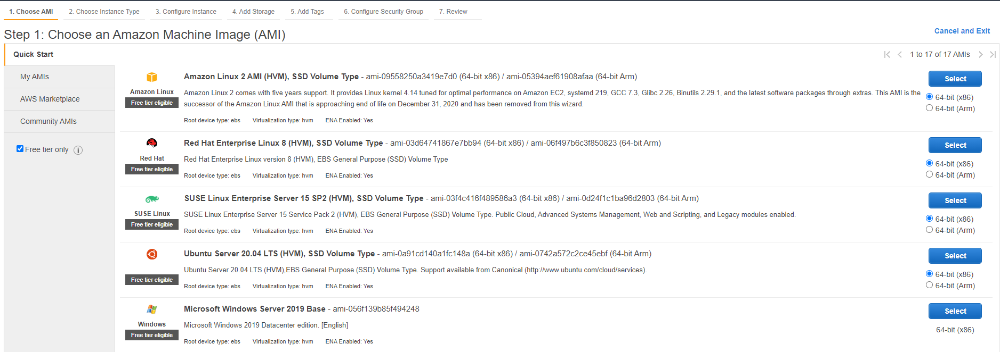 1. Choose AMI 2. Choose Instance Type 3. Configure Instance 4. Add Storage 5. Add Tags 6. Configure Security Group 7. Review
Step 1: Choose an Amazon Machine Image (AMI)
Cancel and Exit
Quick Start
My AMIs
AWS Marketplace
Community AMIs
Free tier only
1 to 17 of 17 AMIs
Amazon Linux
Free tier eligible
Amazon Linux 2 AMI (HVM), SSD Volume Type - ami-09558250a3419e7d0 (64-bit x86) / ami-05394aef61908afaa (64-bit Arm)
Amazon Linux 2 comes with five years support. It provides Linux kernel 4.14 tuned for optimal performance on Amazon EC2, systemd 219, GCC 7.3, Glibc 2.26, Binutils 2.29.1, and the latest software packages through extras. This AMI is the
successor of the Amazon Linux AMI that is approaching end of life on December 31, 2020 and has been removed from this wizard.
Root device type: ebs Virtualization type: hvm ENA Enabled: Yes
Select
64-bit (x86)
64-bit (Arm)
Red Hat
Free tier eligible
Red Hat Enterprise Linux 8 (HVM), SSD Volume Type - ami-03d64741867e7bb94 (64-bit x86) / ami-06f497b6c3f850823 (64-bit Arm)
Red Hat Enterprise Linux version 8 (HVM), EBS General Purpose (SSD) Volume Type
Root device type: ebs Virtualization type: hvm ENA Enabled: Yes
Select
64-bit (x86)
64-bit (Arm)
SUSE Linux
Free tier eligible
SUSE Linux Enterprise Server 15 SP2 (HVM), SSD Volume Type - ami-03f4c416f489586a3 (64-bit x86) / ami-0d24f1c1ba96d2803 (64-bit Arm)
SUSE Linux Enterprise Server 15 Service Pack 2 (HVM), EBS General Purpose (SSD) Volume Type. Public Cloud, Advanced Systems Management, Web and Scripting, and Legacy modules enabled.
Root device type: ebs Virtualization type: hvm ENA Enabled: Yes
Select
64-bit (x86)
64-bit (Arm)
Free tier eligible
Ubuntu Server 20.04 LTS (HVM), SSD Volume Type - ami-0a91cd140a1fc148a (64-bit x86) / ami-0742a572c2ce45ebf (64-bit Arm)
Ubuntu Server 20.04 LTS (HVM),EBS General Purpose (SSD) Volume Type. Support available from Canonical (http://www.ubuntu.com/cloud/services).
Root device type: ebs Virtualization type: hvm ENA Enabled: Yes
Select
64-bit (x86)
64-bit (Arm)
Windows
Free tier eligible
Microsoft Windows Server 2019 Base - ami-056f139b85f494248
Microsoft Windows 2019 Datacenter edition. [English]
Root device type: ebs Virtualization type: hvm ENA Enabled: Yes
Select
64-bit (x86)